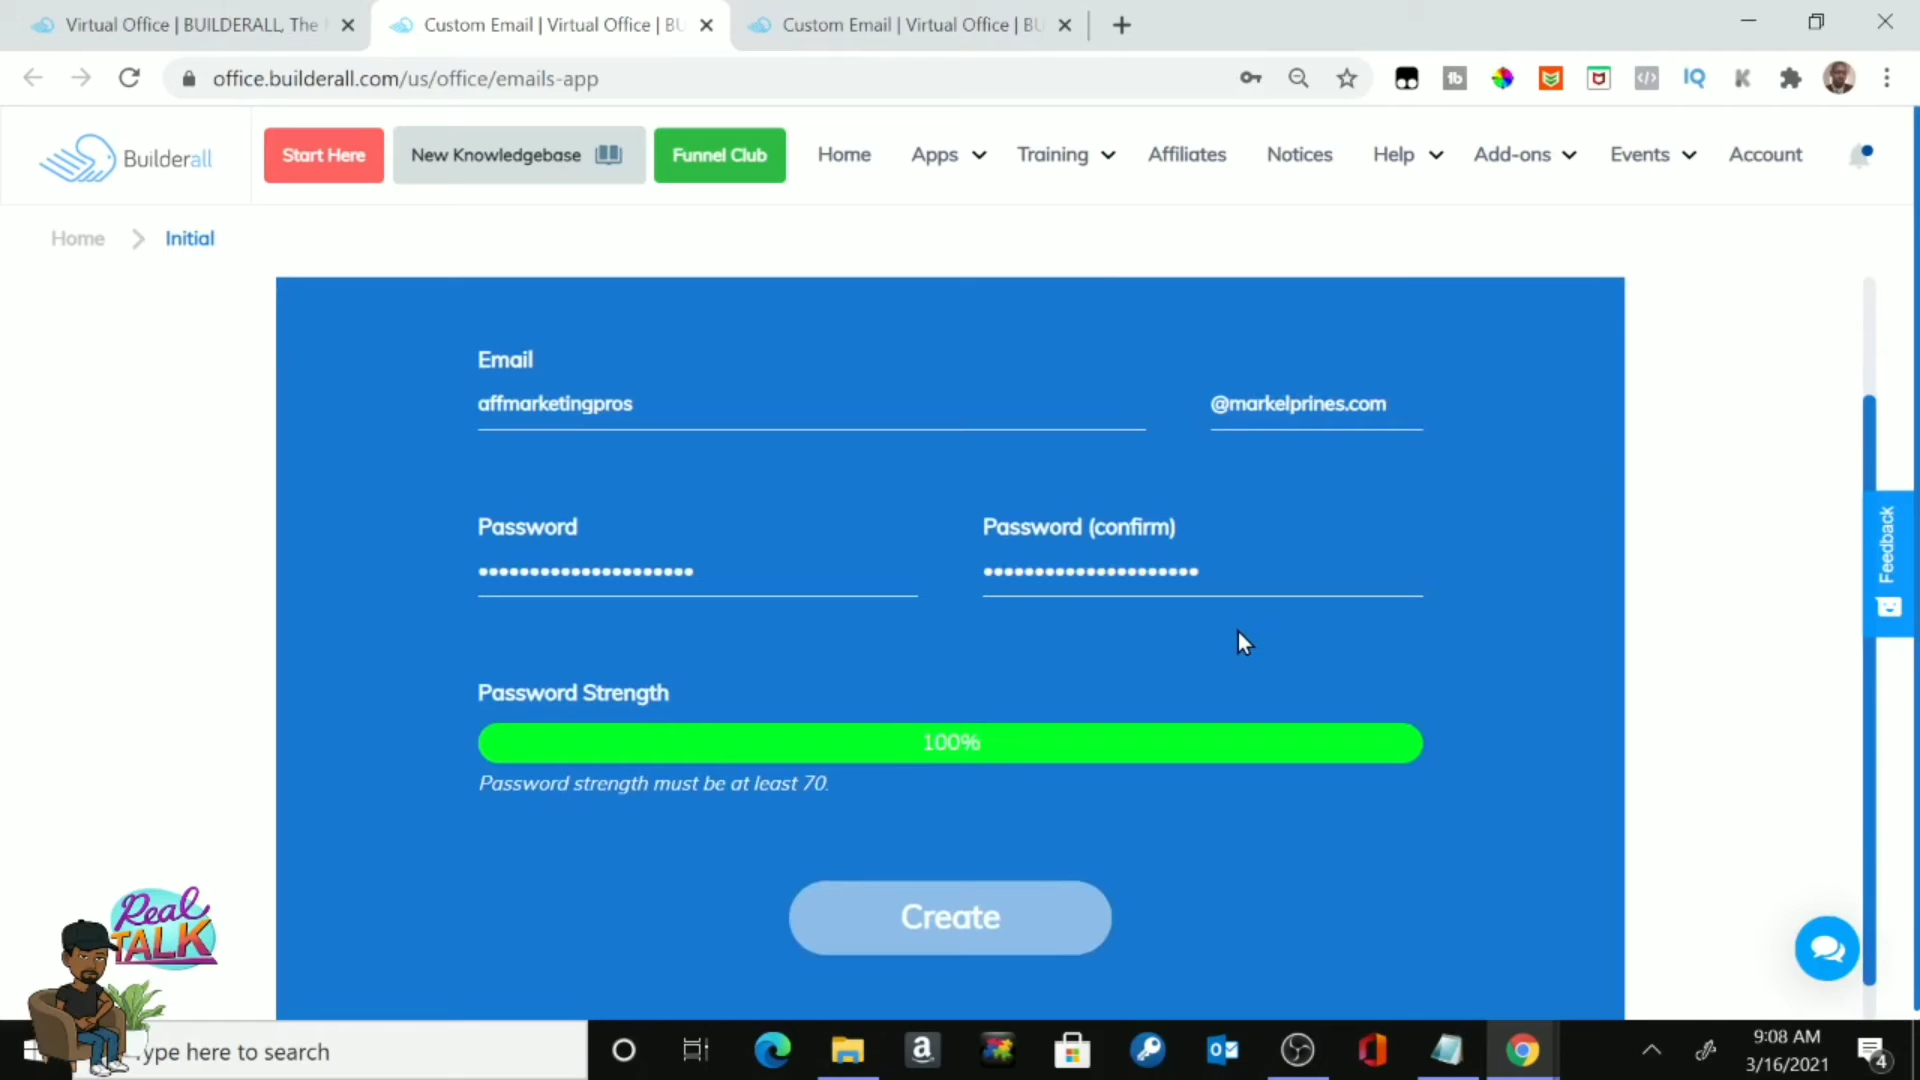 Virtual Office | BUILDERALL, The
Custom Email | Virtual Office | BU
Custom Email | Virtual Office | BU
office.builderall.com/us/office/emails-app
Builderall
Start Here
New Knowledgebase
Funnel Club
Home
Apps
Training
Affiliates
Notices
Help
Add-ons
Events
Account
Home
Initial
Email
affmarketingpros
@markelprines.com
Password
Password (confirm)
Password Strength
100%
Password strength must be at least 70.
Create
Feedback
Real
TALK
ype here to search
9:08 AM
3/16/2021
4